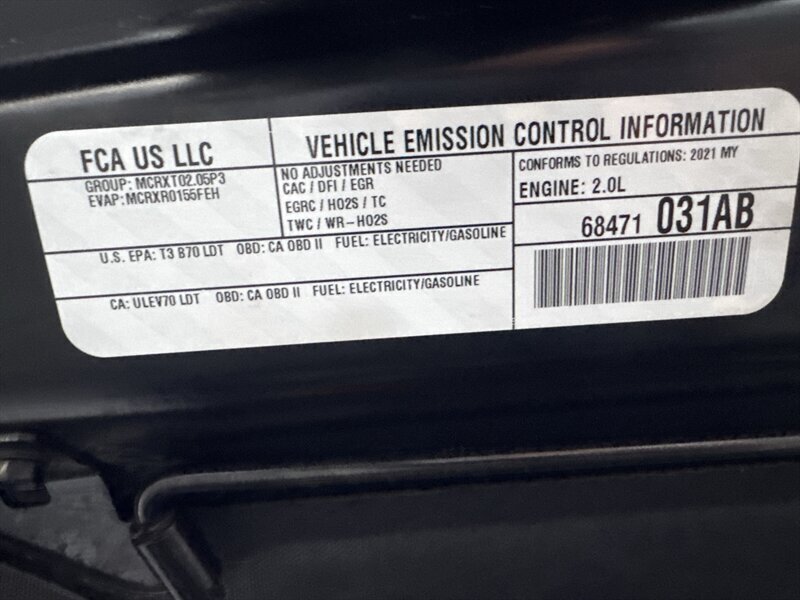 FCA US LLC
GROUP: MCRXT02.05P3
EVAP: MCRXR0155FEH
VEHICLE EMISSION CONTROL INFORMATION
NO ADJUSTMENTS NEEDED
CAC / DFI / EGR
EGRC / HO2S / TC
TWC / WR-HO2S
CONFORMS TO REGULATIONS: 2021 MY
ENGINE: 2.0L
68471 031AB
U.S. EPA: T3 B70 LDT OBD: CA OBD II FUEL: ELECTRICITY/GASOLINE
CA: ULEV70 LDT OBD: CA OBD II FUEL: ELECTRICITY/GASOLINE